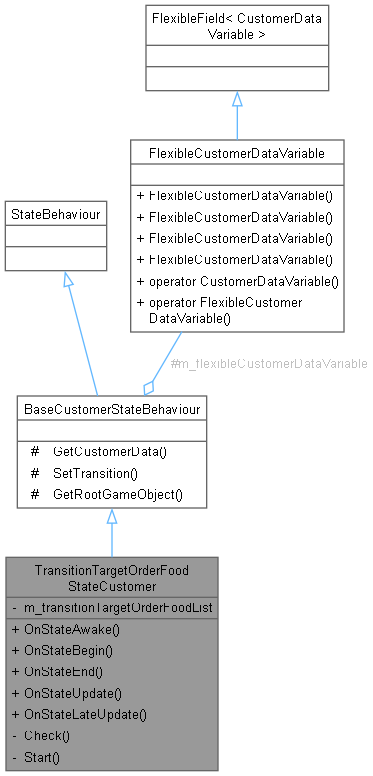 FlexibleField< CustomerData
Variable >
FlexibleCustomerDataVariable
+ FlexibleCustomerDataVariable()
+ FlexibleCustomerDataVariable()
+ FlexibleCustomerDataVariable()
+ FlexibleCustomerDataVariable()
+ operator CustomerDataVariable()
+ operator FlexibleCustomer
DataVariable()
StateBehaviour
#m_flexibleCustomerDataVariable
BaseCustomerStateBehaviour
# GetCustomerData()
# SetTransition()
# GetRootGameObject()
TransitionTargetOrderFood
StateCustomer
- m_transitionTargetOrderFoodList
+ OnStateAwake()
+ OnStateBegin()
+ OnStateEnd()
+ OnStateUpdate()
+ OnStateLateUpdate()
- Check()
- Start()